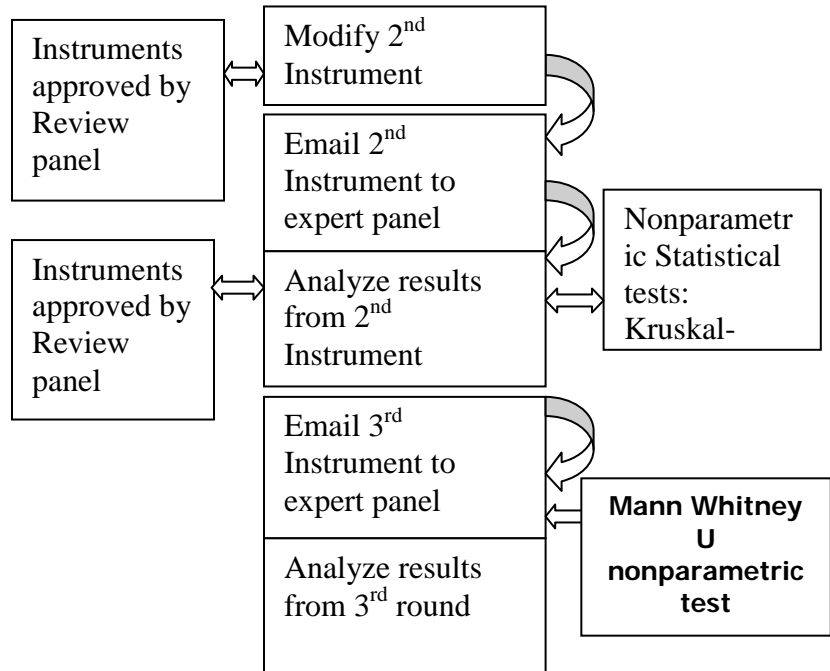 Instruments
approved by
Review
panel
Modify 2nd
Instrument
Email 2nd
Instrument to
expert panel
Instruments
approved by
Review
panel
Analyze results
from 2nd
Instrument
Nonparametr
ic Statistical
tests:
Kruskal-
Email 3rd
Instrument to
expert panel
Mann Whitney
U
nonparametric
test
Analyze results
from 3rd round